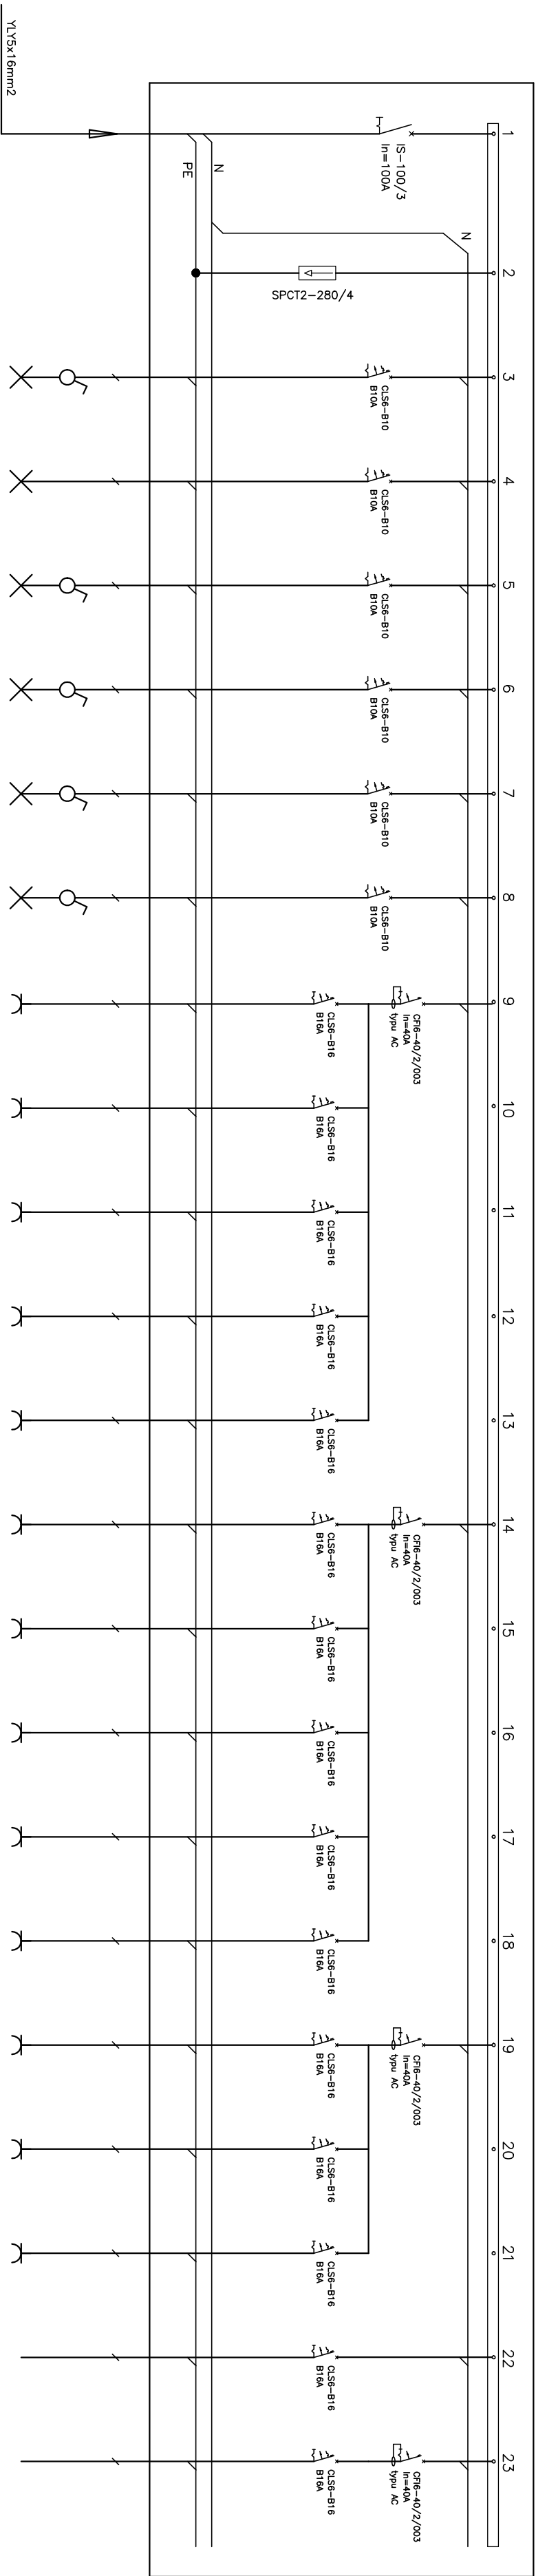 YLY5x16mm2
1
IS-100/3
In=100A
N
PE
2
N
SPCT2-280/4
3
CLS6-B10
B10A
4
CLS6-B10
B10A
5
CLS6-B10
B10A
6
CLS6-B10
B10A
7
CLS6-B10
B10A
8
CLS6-B10
B10A
9
CFI6-40/2/003
In=40A
typu AC
CLS6-B16
B16A
10
CLS6-B16
B16A
11
CLS6-B16
B16A
12
CLS6-B16
B16A
13
CLS6-B16
B16A
14
CFI6-40/2/003
In=40A
typu AC
CLS6-B16
B16A
15
CLS6-B16
B16A
16
CLS6-B16
B16A
17
CLS6-B16
B16A
18
CLS6-B16
B16A
19
CFI6-40/2/003
In=40A
typu AC
CLS6-B16
B16A
20
CLS6-B16
B16A
21
CLS6-B16
B16A
22
CLS6-B16
B16A
23
CFI6-40/2/003
In=40A
typu AC
CLS6-B16
B16A